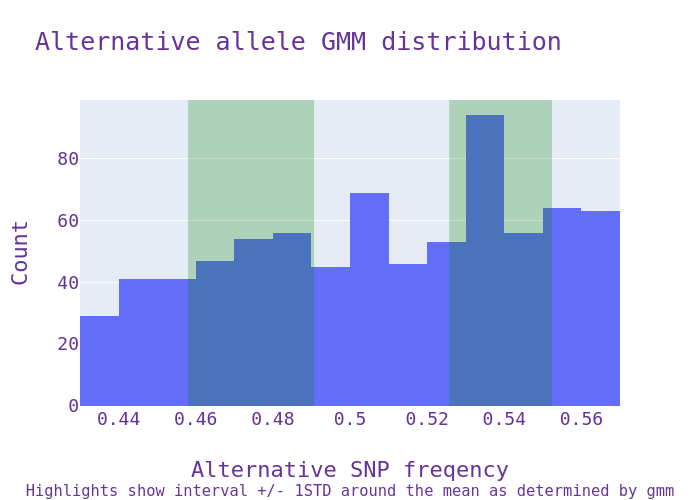 Alternative allele GMM distribution
Count
80
60
40
20
0
0.44 0.46 0.48 0.5 0.52 0.54 0.56
Alternative SNP freqency
Highlights show interval +/- 1STD around the mean as determined by gmm